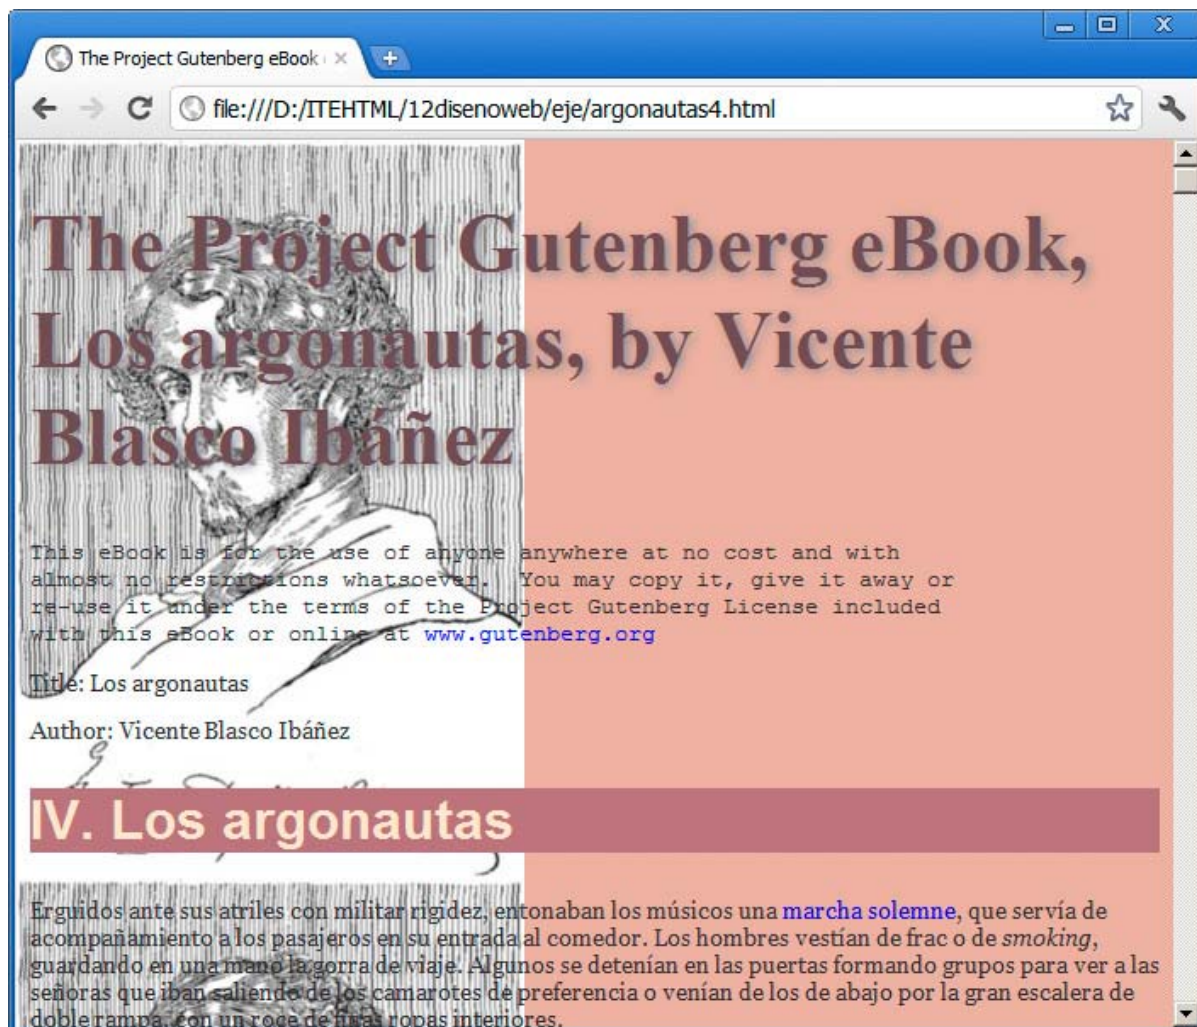 The Project Gutenberg eBook
file:///D:/ITEHTML/12disenoweb/eje/argonautas4.html
The Project Gutenberg eBook,
Los argonautas, by Vicente
Blasco Ibáñez
This eBook is for the use of anyone anywhere at no cost and with
almost no restrictions whatsoever.  You may copy it, give it away or
re-use it under the terms of the Project Gutenberg License included
with this eBook or online at www.gutenberg.org
Title: Los argonautas
Author: Vicente Blasco Ibáñez
IV. Los argonautas
Erguidos ante sus atriles con militar rigidez, entonaban los músicos una marcha solemne, que servía de
acompañamiento a los pasajeros en su entrada al comedor. Los hombres vestían de frac o de smoking,
guardando en una mano la gorra de viaje. Algunos se detenían en las puertas formando grupos para ver a las
señoras que iban saliendo de los camarotes de preferencia o venían de los de abajo por la gran escalera de
doble rampa, con un roce de finas ropas interiores.